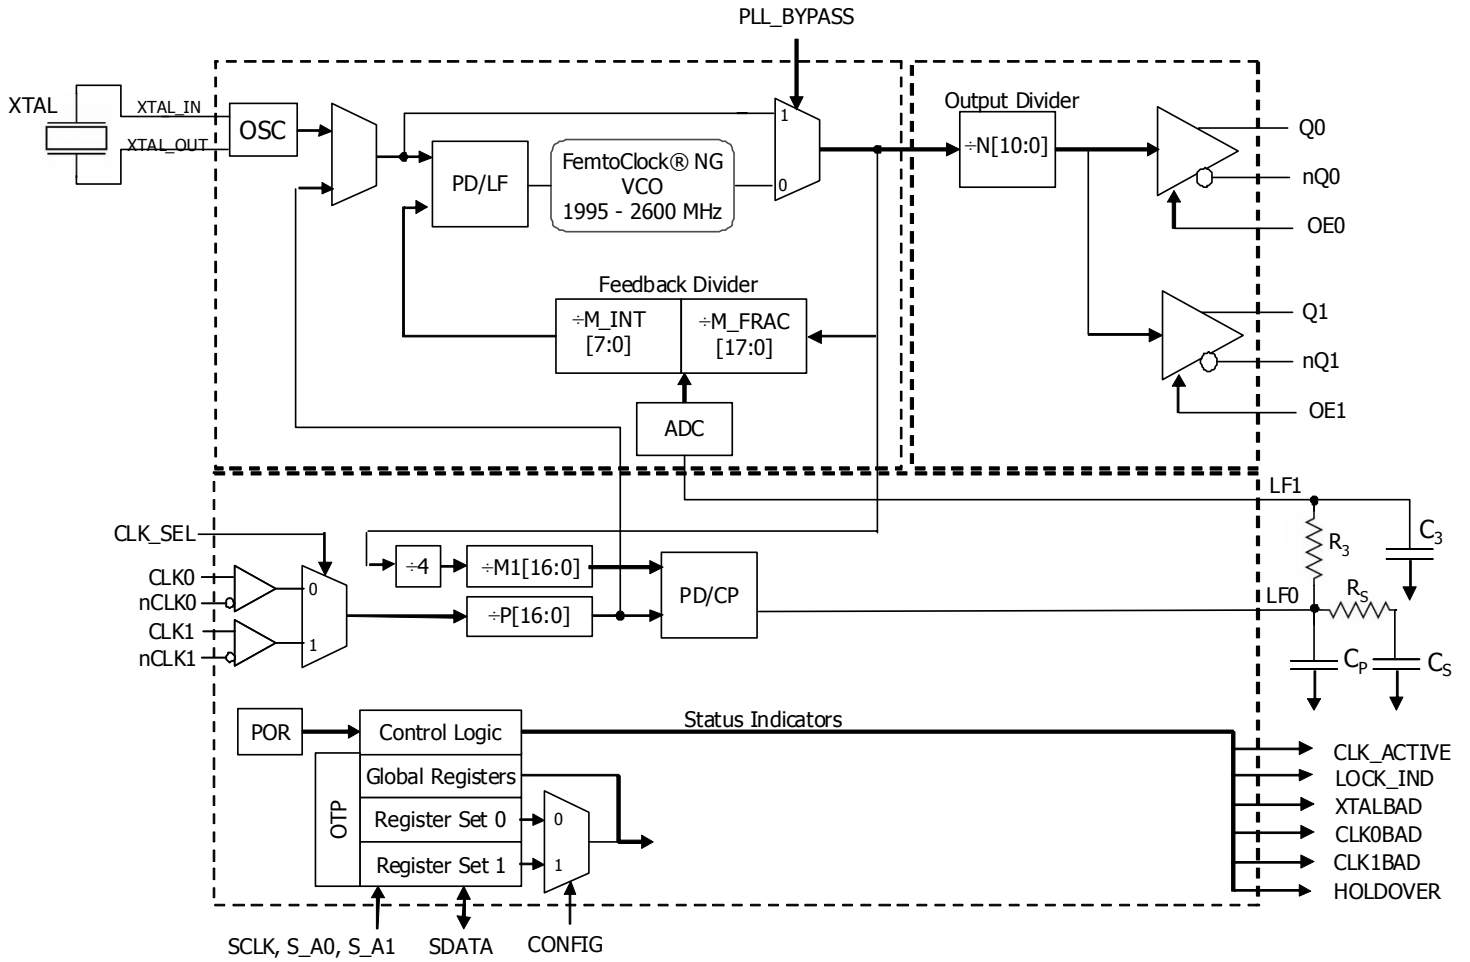 PLL_BYPASS
XTAL
XTAL_IN
XTAL_OUT
OSC
PD/LF
FemtoClock® NG
VCO
1995 - 2600 MHz
1
0
Output Divider
÷N[10:0]
Q0
nQ0
OE0
Q1
nQ1
OE1
Feedback Divider
÷M_INT
[7:0]
÷M_FRAC
[17:0]
ADC
LF1
R3
C3
LF0
RS
CP
CS
CLK_SEL
CLK0
nCLK0
CLK1
nCLK1
0
1
÷4
÷M1[16:0]
÷P[16:0]
PD/CP
POR
Control Logic
Global Registers
Register Set 0
Register Set 1
OTP
0
1
Status Indicators
CLK_ACTIVE
LOCK_IND
XTALBAD
CLK0BAD
CLK1BAD
HOLDOVER
SCLK, S_A0, S_A1
SDATA
CONFIG